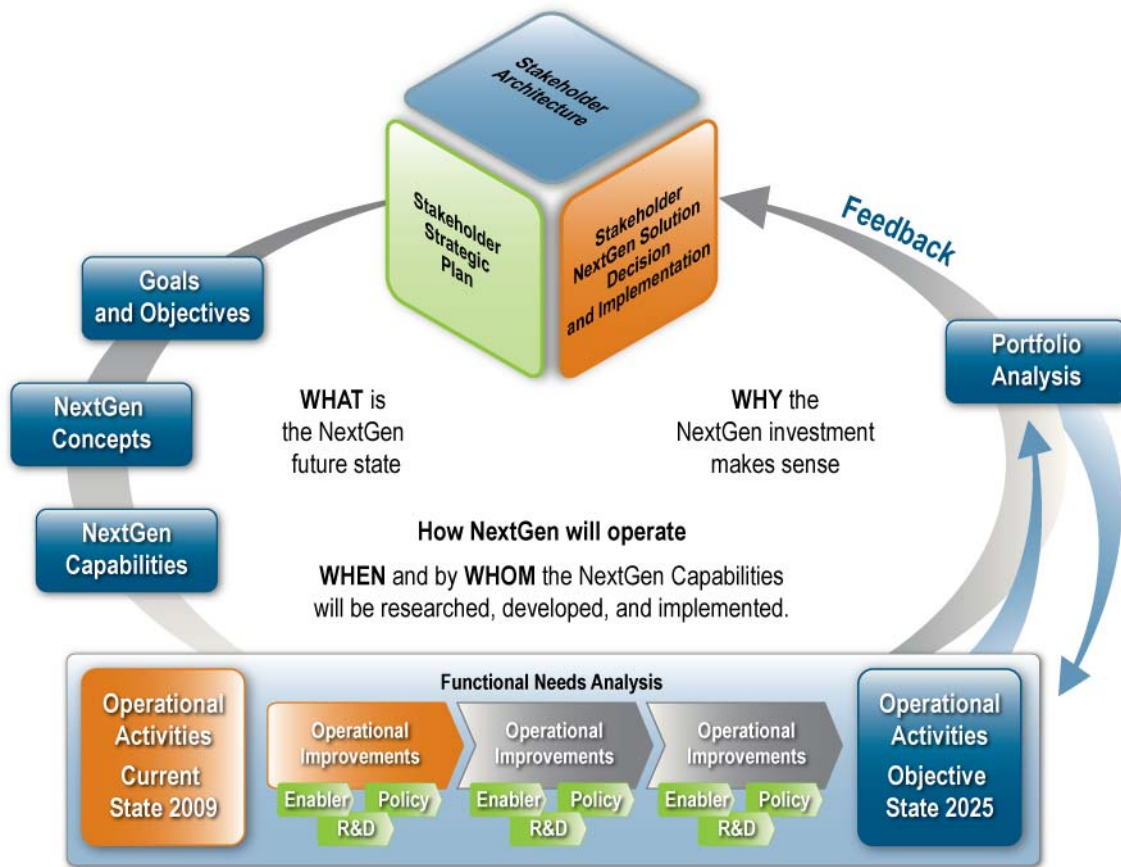 Stakeholder
Architecture
Stakeholder
Strategic
Plan
Stakeholder
NextGen Solution
Decision
and Implementation
Feedback
Goals
and Objectives
Portfolio
Analysis
NextGen
Concepts
WHAT is
the NextGen
future state
WHY the
NextGen investment
makes sense
NextGen
Capabilities
How NextGen will operate
WHEN and by WHOM the NextGen Capabilities
will be researched, developed, and implemented.
Functional Needs Analysis
Operational
Activities
Current
State 2009
Operational
Improvements
Enabler
Policy
R&D
Operational
Improvements
Enabler
Policy
R&D
Operational
Improvements
Enabler
Policy
R&D
Operational
Activities
Objective
State 2025